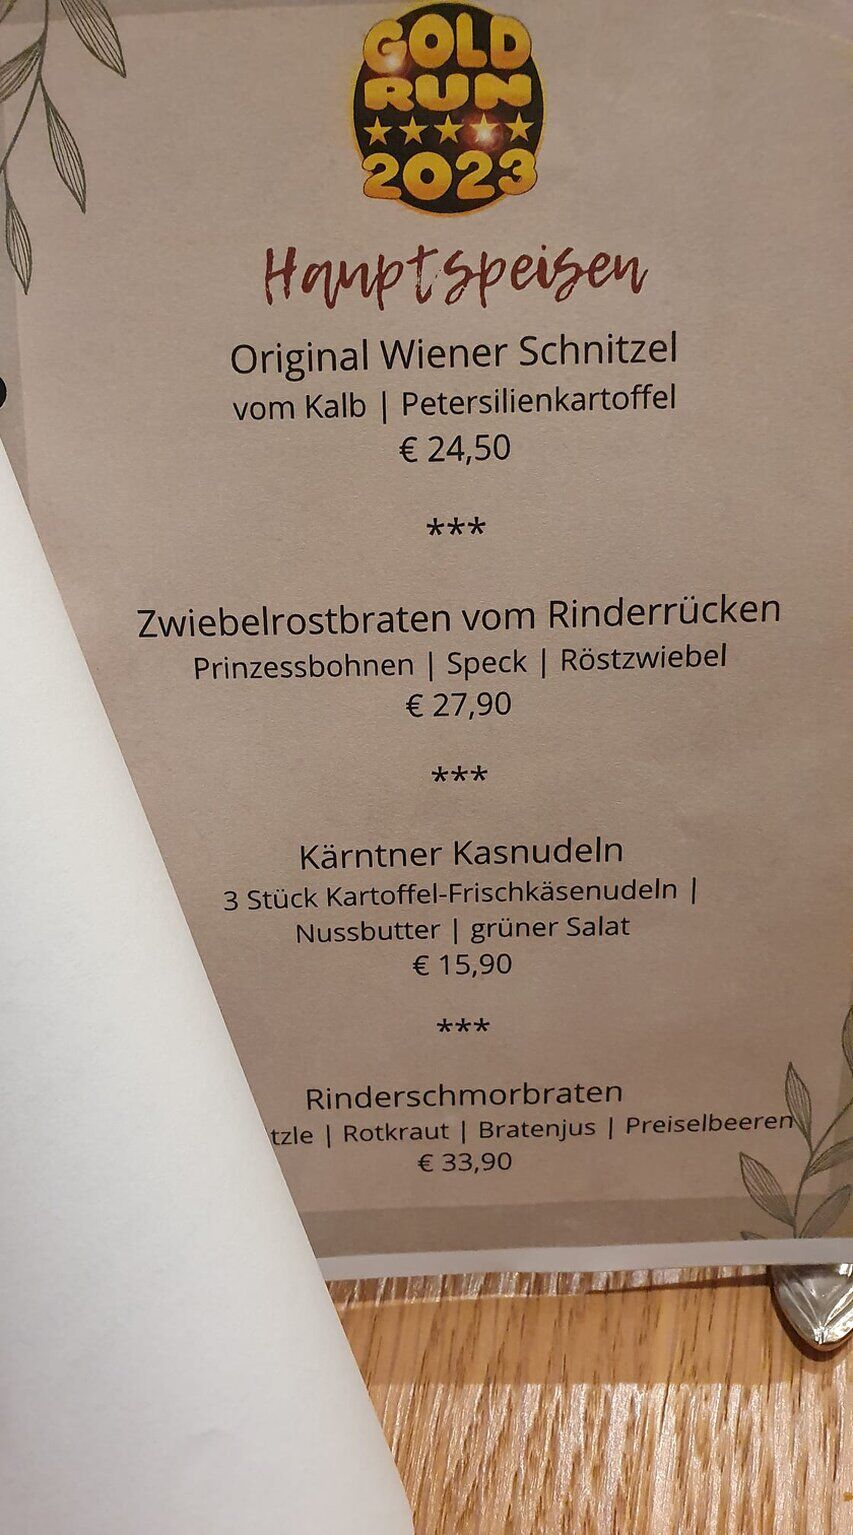 GOLD
RUN
2023
Hauptspeisen
Original Wiener Schnitzel
vom Kalb | Petersilienkartoffel
€ 24,50
***
Zwiebelrostbraten vom Rinderrücken
Prinzessbohnen | Speck | Röstzwiebel
€ 27,90
***
Kärntner Kasnudeln
3 Stück Kartoffel-Frischkäsenudeln |
Nussbutter | grüner Salat
€ 15,90
***
Rinderschmorbraten
| Rotkraut | Bratenjus | Preiselbeeren
€ 33,90